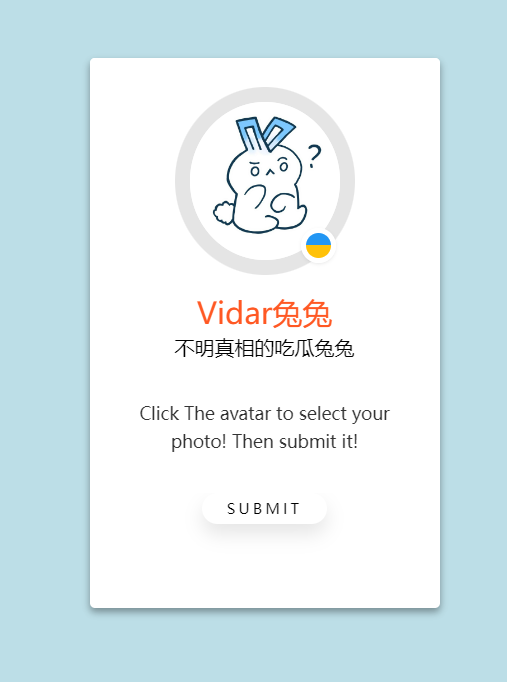 ?
Vidar兔兔
不明真相的吃瓜兔兔
Click The avatar to select your
photo! Then submit it!
SUBMIT